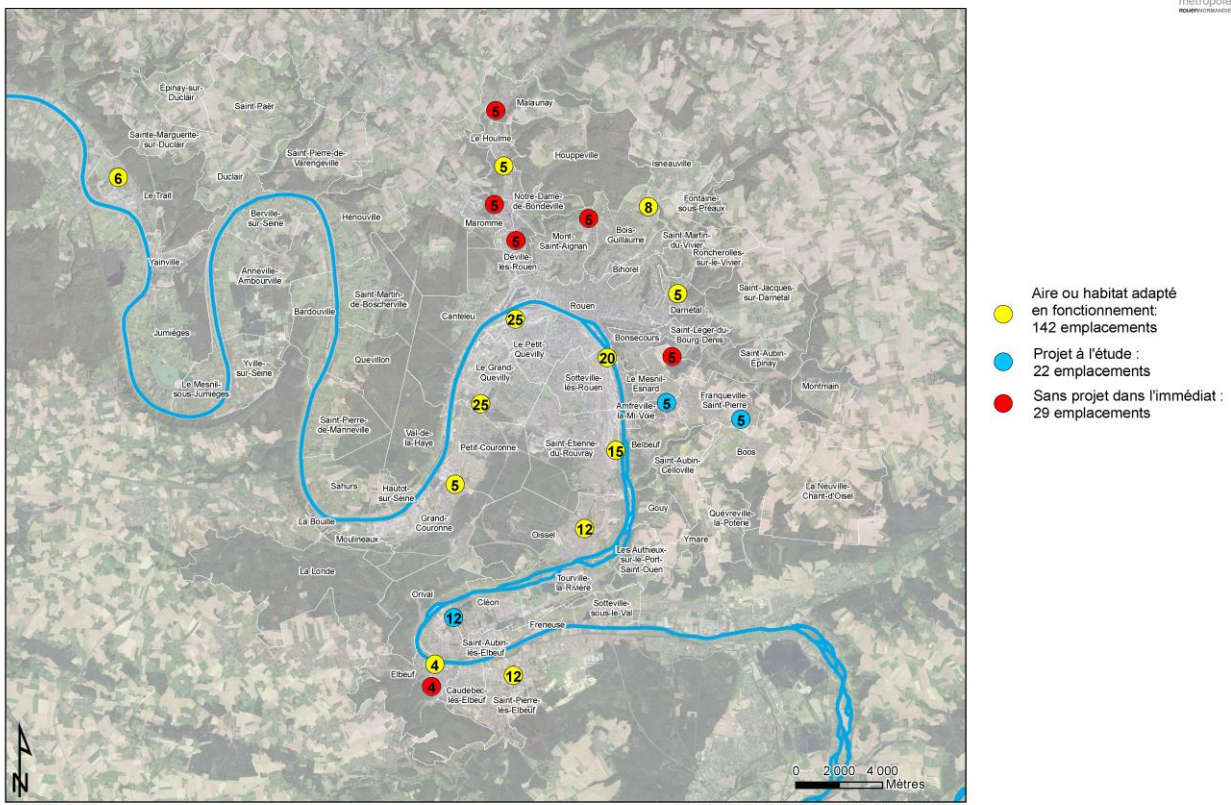 métropole
ROUENNORMANDIE
Épinay-sur-
Duclair
Saint-Paër
Malaunay
5
Sainte-Marguerite-
sur-Duclair
Le Houlme
Saint-Pierre-de-
Varengeville
Houppeville
Isneauville
5
6
Duclair
Le Trait
Notre-Dame-
de-Bondeville
5
5
8
Fontaine-
sous-Préaux
Berville-
sur-Seine
Hénouville
Maromme
Mont-
Saint-Aignan
Bois-
Guillaume
Saint-Martin-
du-Vivier
5
Roncherolles-
sur-le-Vivier
Déville-
lès-Rouen
Bihorel
Yainville
Anneville-
Ambourville
Saint-Martin-
de-Boscherville
5
Saint-Jacques-
sur-Darnétal
Bardouville
Canteleu
Rouen
Darnétal
25
Jumièges
Le Petit-
Quevilly
Bonsecours
Saint-Léger-du-
Bourg-Denis
20
5
Saint-Aubin-
Épinay
Quevillon
Yville-
sur-Seine
Le Grand-
Quevilly
Sotteville-
lès-Rouen
Le Mesnil-
Esnard
Le Mesnil-
sous-Jumièges
Montmain
25
Amfreville-
la-Mi-Voie
5
Franqueville-
Saint-Pierre
5
Saint-Pierre-
de-Manneville
Val-de-
la-Haye
Petit-Couronne
Saint-Etienne-
du-Rouvray
15
Belbeuf
Boos
Saint-Aubin-
Celloville
Sahurs
Hautot-
sur-Seine
5
La Neuville-
Chant-d'Oisel
La Bouille
Grand-
Couronne
Gouy
Quévreville-
la-Poterie
Moulineaux
Oissel
12
Ymare
Les Authieux-
sur-le-Port-
Saint-Ouen
La Londe
Tourville-
la-Rivière
Orival
Cléon
Sotteville-
sous-le-Val
12
Freneuse
Saint-Aubin-
lès-Elbeuf
4
Elbeuf
12
4
Caudebec-
lès-Elbeuf
Saint-Pierre-
lès-Elbeuf
N
0 2 000 4 000
Mètres
Aire ou habitat adapté
en fonctionnement:
142 emplacements
Projet à l'étude :
22 emplacements
Sans projet dans l'immédiat :
29 emplacements